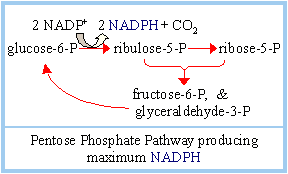 2 NADP⁺ 2 NADPH + CO₂
glucose-6-P ribulose-5-P ribose-5-P
fructose-6-P, &
glyceraldehyde-3-P
Pentose Phosphate Pathway producing
maximum NADPH